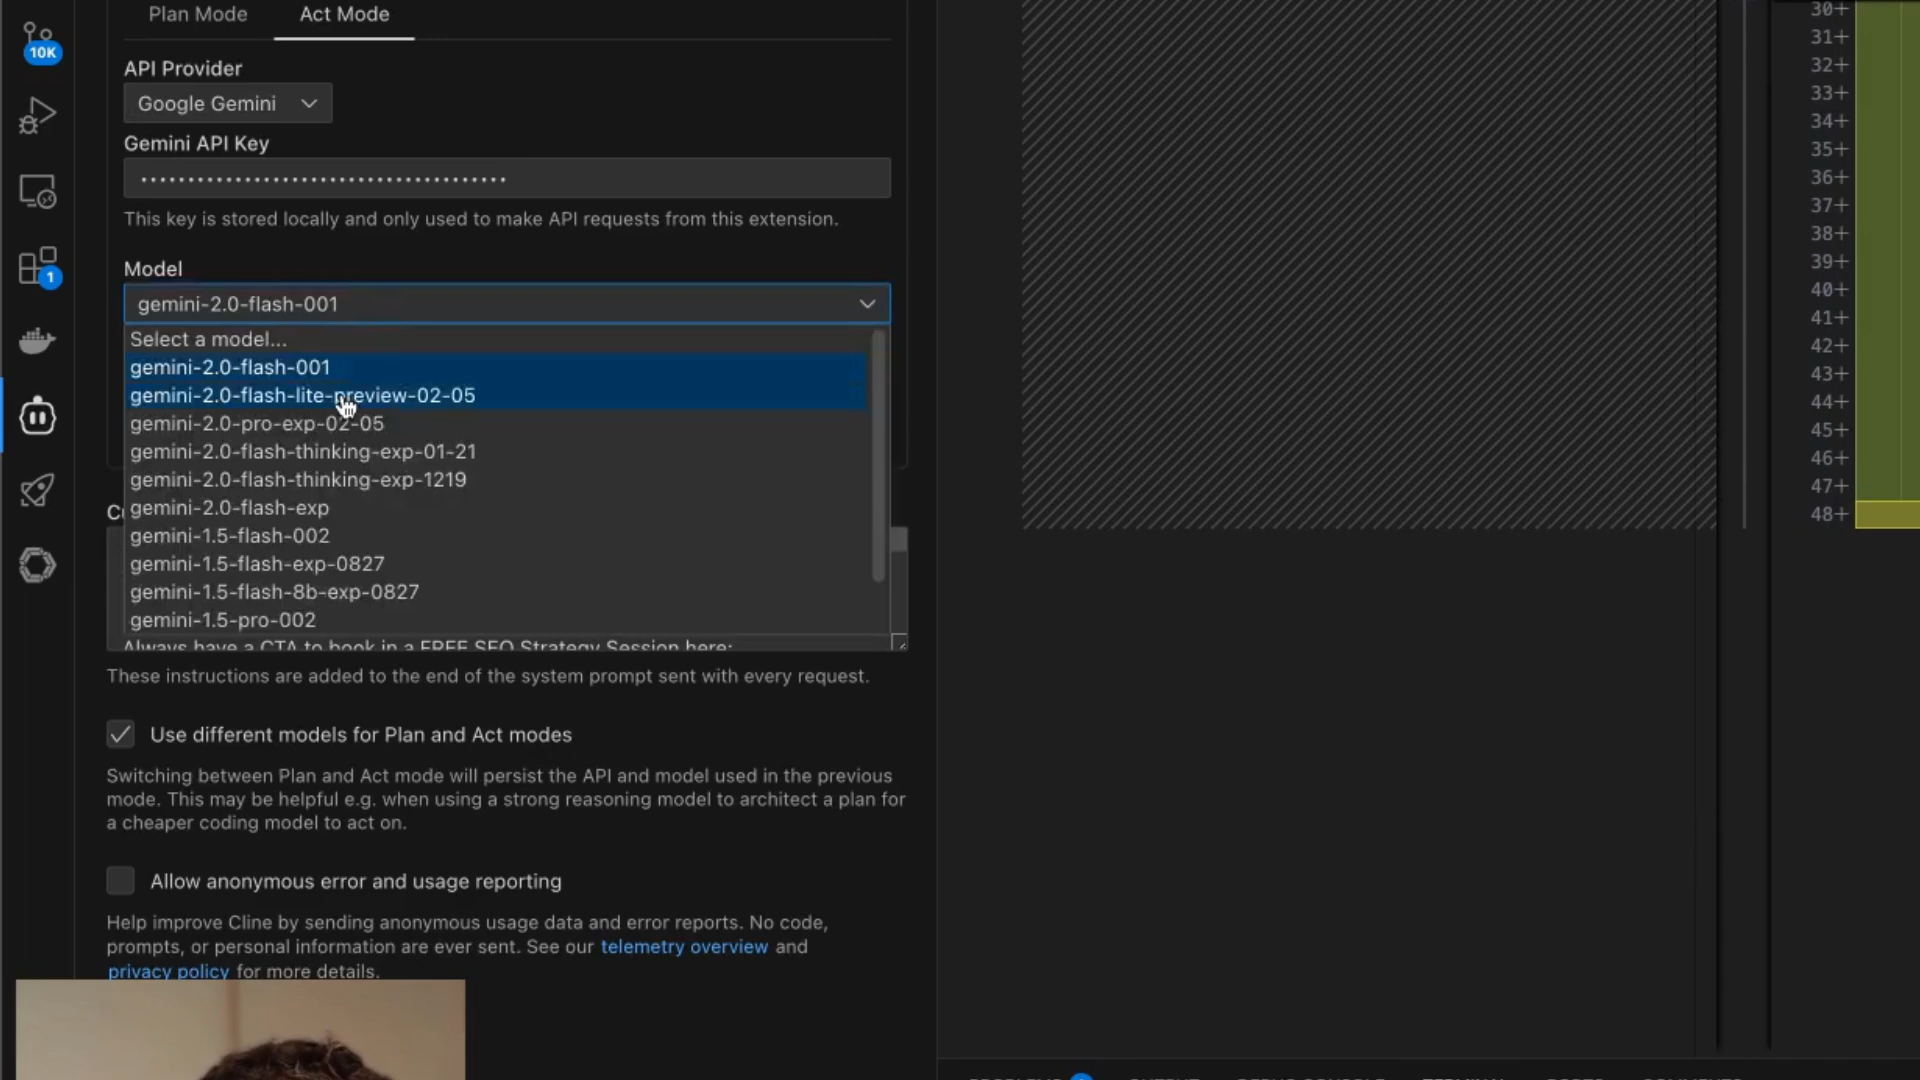 Plan Mode
Act Mode
10K
API Provider
Google Gemini
Gemini API Key
This key is stored locally and only used to make API requests from this extension.
1
Model
gemini-2.0-flash-001
Select a model...
gemini-2.0-flash-001
gemini-2.0-flash-lite-preview-02-05
gemini-2.0-pro-exp-02-05
gemini-2.0-flash-thinking-exp-01-21
gemini-2.0-flash-thinking-exp-1219
gemini-2.0-flash-exp
gemini-1.5-flash-002
gemini-1.5-flash-exp-0827
gemini-1.5-flash-8b-exp-0827
gemini-1.5-pro-002
Always have a CTA to book in a FREE SEO Strategy Session here:
These instructions are added to the end of the system prompt sent with every request.
Use different models for Plan and Act modes
Switching between Plan and Act mode will persist the API and model used in the previous
mode. This may be helpful e.g. when using a strong reasoning model to architect a plan for
a cheaper coding model to act on.
Allow anonymous error and usage reporting
Help improve Cline by sending anonymous usage data and error reports. No code,
prompts, or personal information are ever sent. See our telemetry overview and
privacy policy for more details.
30+
31+
32+
33+
34+
35+
36+
37+
38+
39+
40+
41+
42+
43+
44+
45+
46+
47+
48+